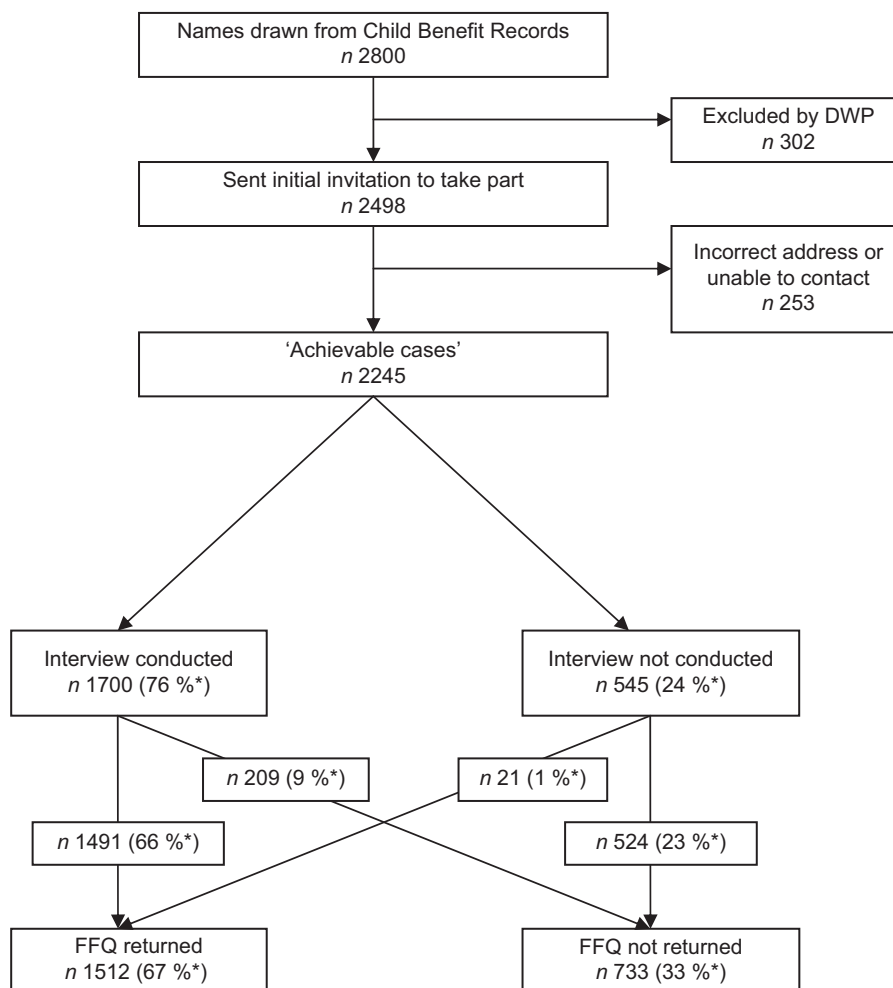 Names drawn from Child Benefit Records
n 2800
Excluded by DWP
n 302
Sent initial invitation to take part
n 2498
Incorrect address or
unable to contact
n 253
‘Achievable cases’
n 2245
Interview conducted
n 1700 (76 %*)
Interview not conducted
n 545 (24 %*)
n 209 (9 %*)
n 21 (1 %*)
n 1491 (66 %*)
n 524 (23 %*)
FFQ returned
n 1512 (67 %*)
FFQ not returned
n 733 (33 %*)